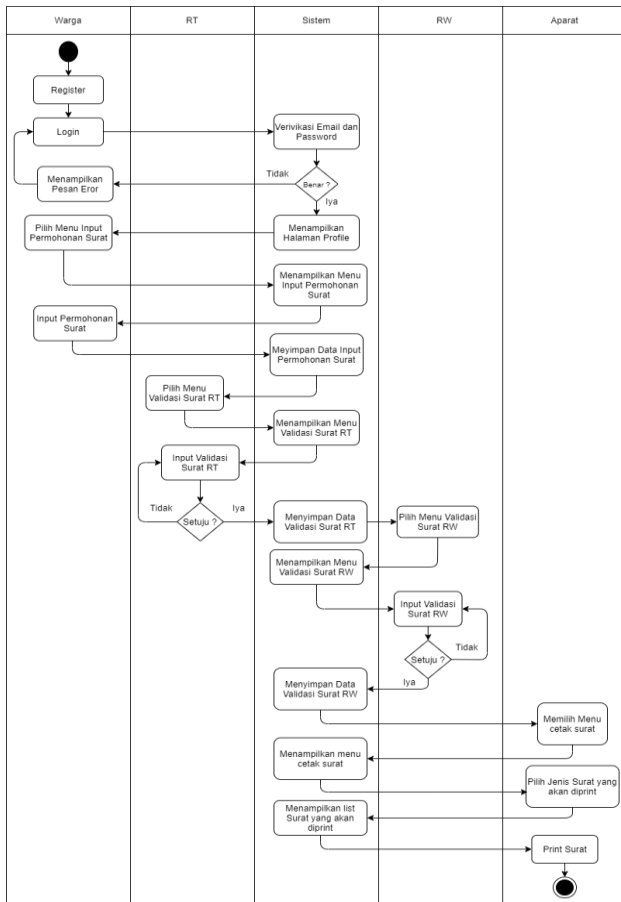 Warga
RT
Sistem
RW
Aparat
Register
Login
Verivikasi Email dan
Password
Tidak
Benar ?
Iya
Menampilkan
Pesan Eror
Pilih Menu Input
Permohonan Surat
Menampilkan
Halaman Profile
Menampilkan Menu
Input Permohonan
Surat
Input Permohonan
Surat
Meyimpan Data Input
Permohonan Surat
Pilih Menu
Validasi Surat RT
Menampilkan Menu
Validasi Surat RT
Input Validasi
Surat RT
Tidak
Setuju ?
Iya
Menyimpan Data
Validasi Surat RT
Pilih Menu Validasi
Surat RW
Menampilkan Menu
Validasi Surat RW
Input Validasi
Surat RW
Tidak
Setuju ?
Iya
Menyimpan Data
Validasi Surat RW
Memilih Menu
cetak surat
Menampilkan menu
cetak surat
Pilih Jenis Surat yang
akan diprint
Menampilkan list
Surat yang akan
diprint
Print Surat